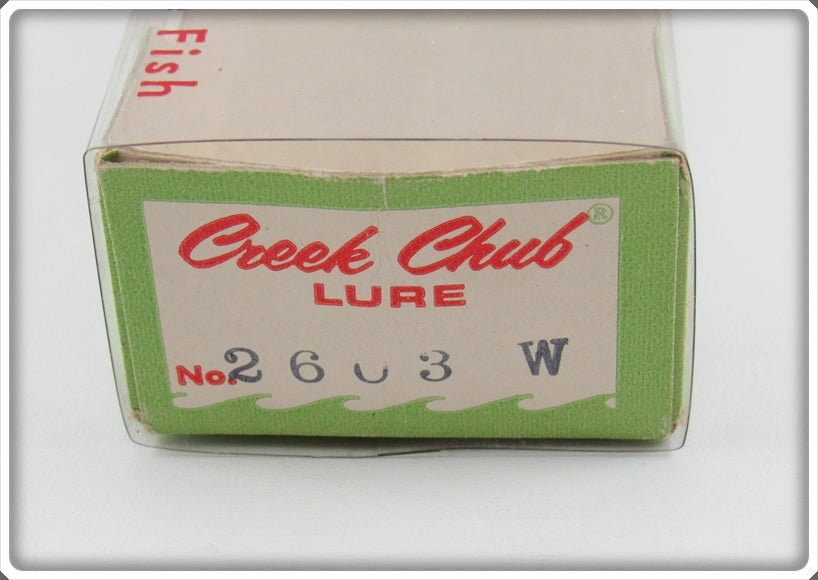 Fish
Creek Chub ®
LURE
No. 2603 W